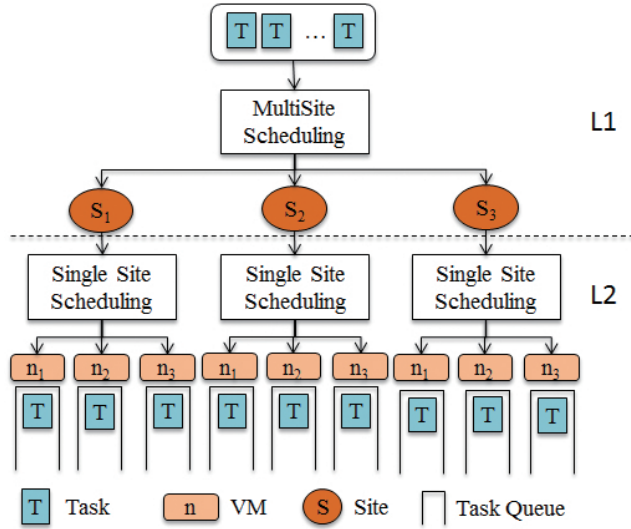 T T ... T
MultiSite
Scheduling
L1
S1 S2 S3
Single Site Single Site Single Site
Scheduling Scheduling Scheduling
L2
n1 n2 n3 n1 n2 n3 n1 n2 n3
T T T T T T T T T
T Task n VM S Site Task Queue